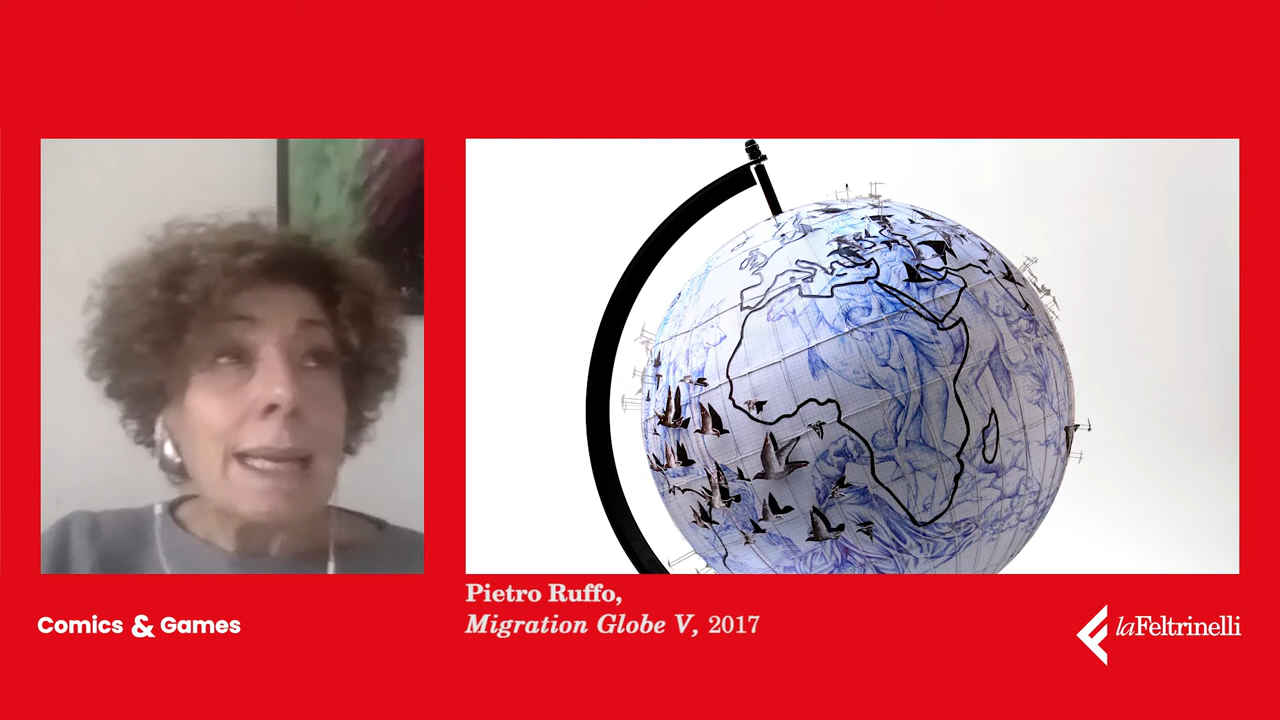 Pietro Ruffo,
Migration Globe V, 2017
Comics & Games
laFeltrinelli